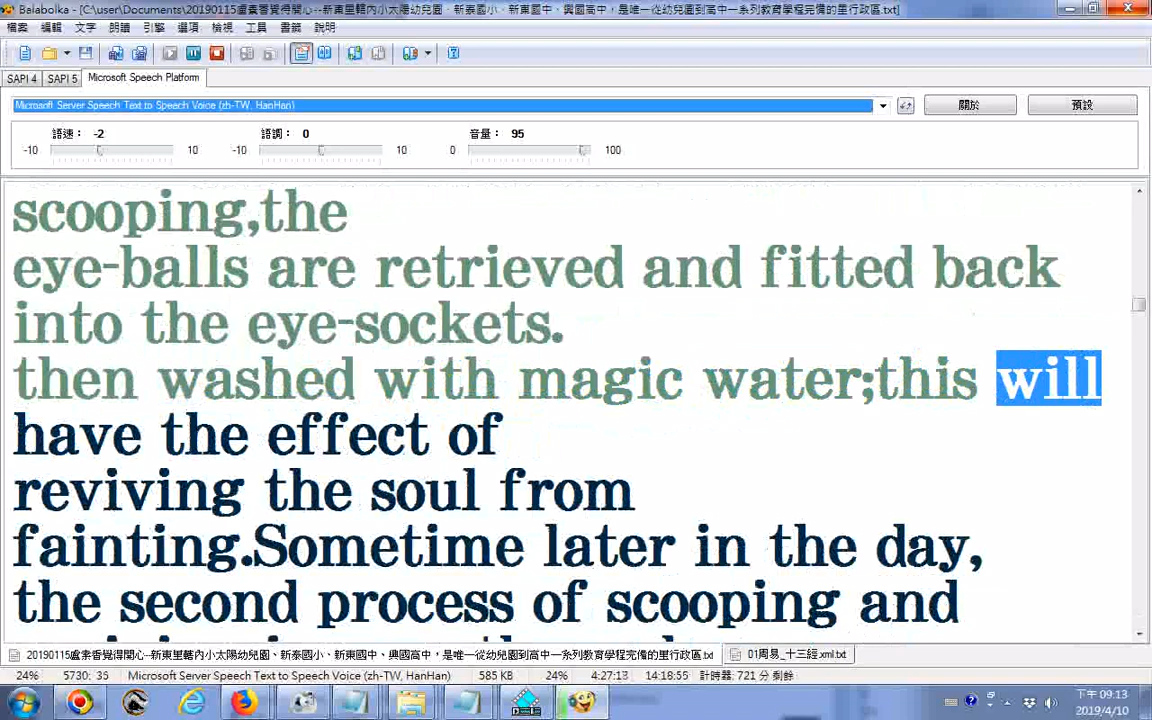 Balabolka - [C:\user\Documents\20190115盧素香覺得開心--新東里轄內小太陽幼兒園、新泰國小、新東國中、興國高中，是唯一從幼兒園到高中一系列教育學程完備的里行政區.txt]
檔案 編輯 文字 朗讀 引擎 選項 檢視 工具 書籤 說明
SAPI 4 SAPI 5 Microsoft Speech Platform
Microsoft Server Speech Text to Speech Voice (zh-TW, HanHan) 關於 預設
語速： -2 語調： 0 音量： 95
-10 10 -10 10 0 100
scooping,the
eye-balls are retrieved and fitted back
into the eye-sockets.
then washed with magic water;this will
have the effect of
reviving the soul from
fainting.Sometime later in the day,
the second process of scooping and
20190115盧素香覺得開心--新東里轄內小太陽幼兒園、新泰國小、新東國中、興國高中，是唯一從幼兒園到高中一系列教育學程完備的里行政區.txt 01周易_十三經.xml.txt
24% 5730: 35 Microsoft Server Speech Text to Speech Voice (zh-TW, HanHan) 585 KB 24% 4:27:13 14:18:55 計時器: 721 分 剩餘
下午 09:13
2019/4/10